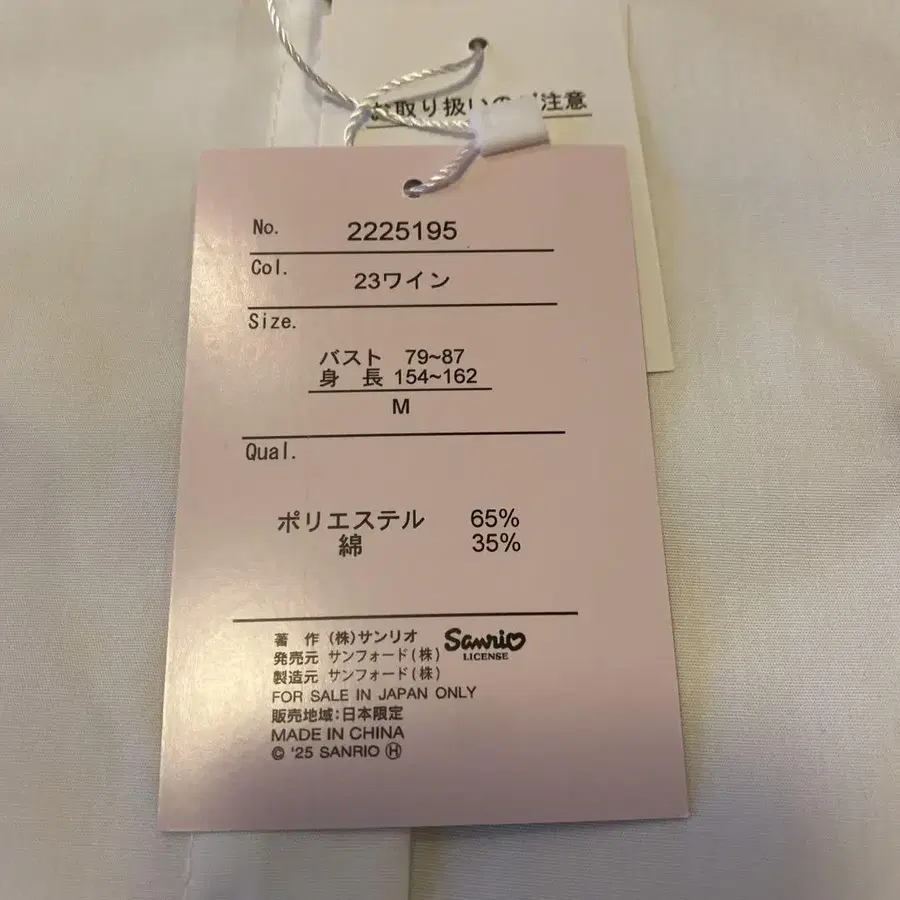 お取り扱いのご注意
No. 2225195
Col. 23ワイン
Size.
バスト 79~87
身 長 154~162
M
Qual.
ポリエステル 65%
綿 35%
著 作 (株)サンリオ
Sanrio
LICENSE
発売元 サンフォード(株)
製造元 サンフォード(株)
FOR SALE IN JAPAN ONLY
販売地域:日本限定
MADE IN CHINA
© '25 SANRIO Ⓗ